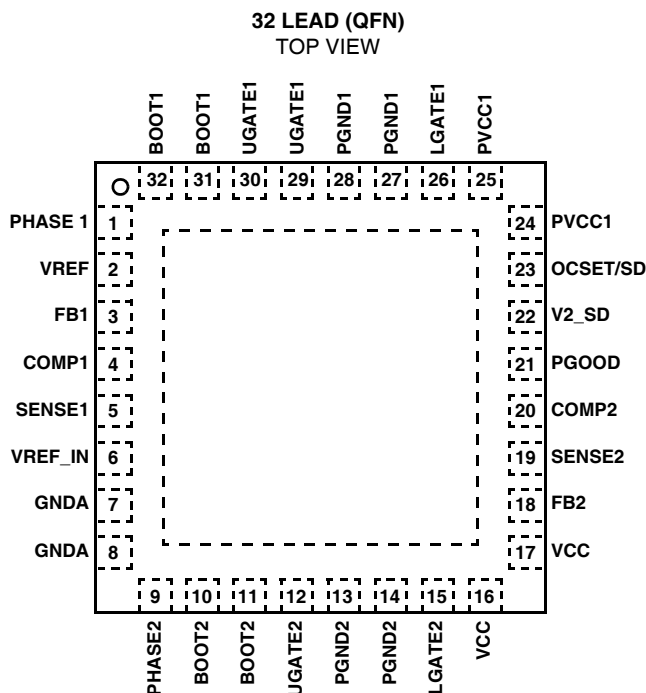 32 LEAD (QFN)
TOP VIEW
BOOT1
BOOT1
UGATE1
UGATE1
PGND1
PGND1
LGATE1
PVCC1
32 31 30 29 28 27 26 25
PHASE 1 1
VREF 2
FB1 3
COMP1 4
SENSE1 5
VREF_IN 6
GNDA 7
GNDA 8
24 PVCC1
23 OCSET/SD
22 V2_SD
21 PGOOD
20 COMP2
19 SENSE2
18 FB2
17 VCC
9 10 11 12 13 14 15 16
PHASE2
BOOT2
BOOT2
UGATE2
PGND2
PGND2
LGATE2
VCC